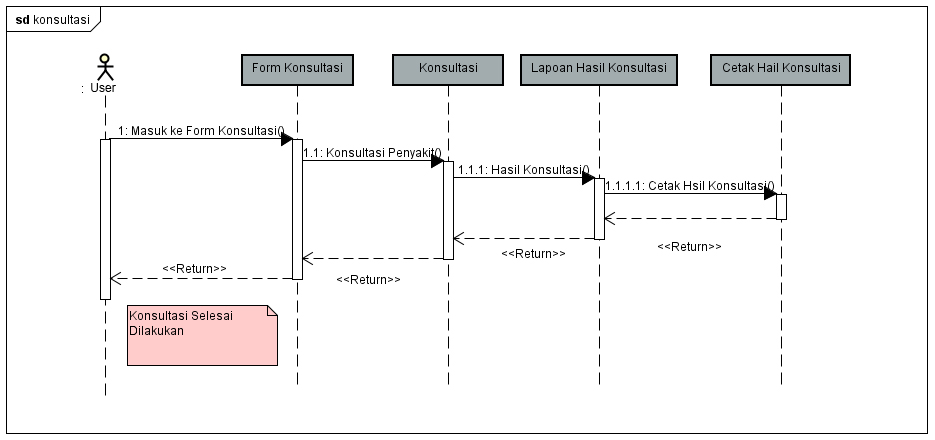 sd konsultasi
: User
Form Konsultasi
Konsultasi
Lapoan Hasil Konsultasi
Cetak Hail Konsultasi
1: Masuk ke Form Konsultasi()
1.1: Konsultasi Penyakit()
1.1.1: Hasil Konsultasi()
1.1.1.1: Cetak Hsil Konsultasi()
<<Return>>
<<Return>>
<<Return>>
<<Return>>
Konsultasi Selesai
Dilakukan